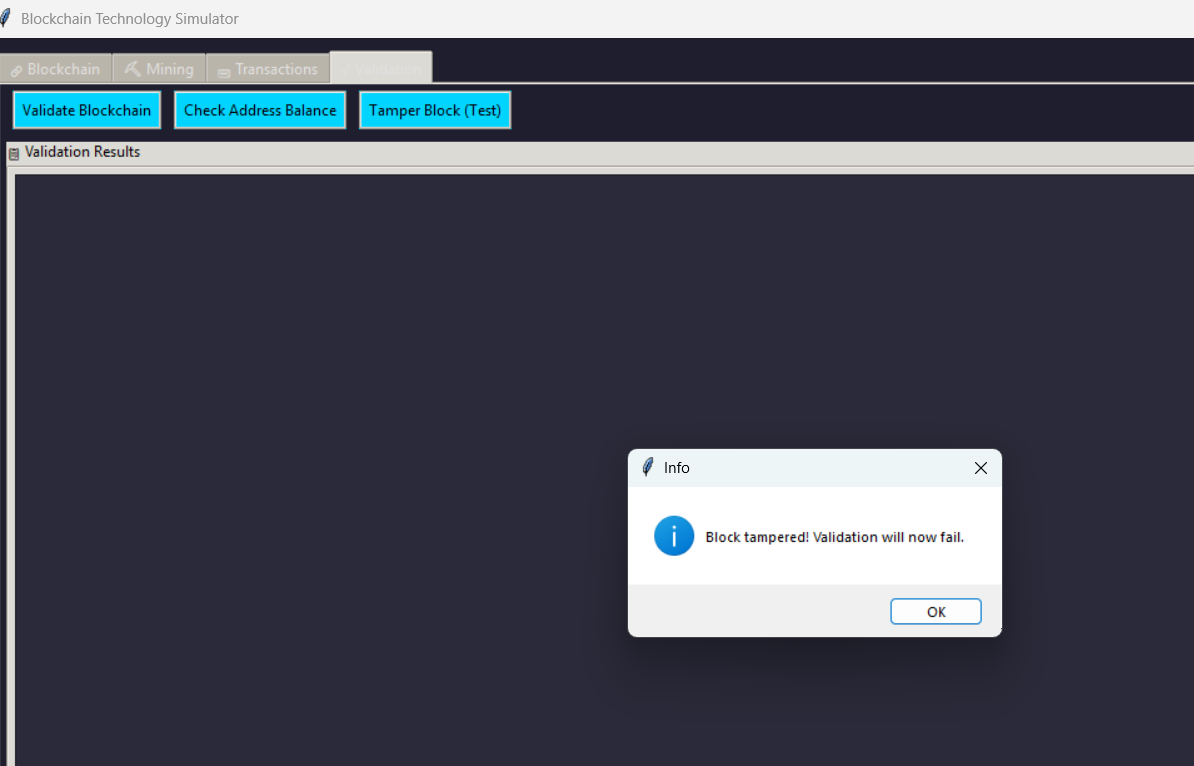 Blockchain Technology Simulator
Blockchain Mining Transactions Validation
Validate Blockchain Check Address Balance Tamper Block (Test)
Validation Results
Info
Block tampered! Validation will now fail.
OK